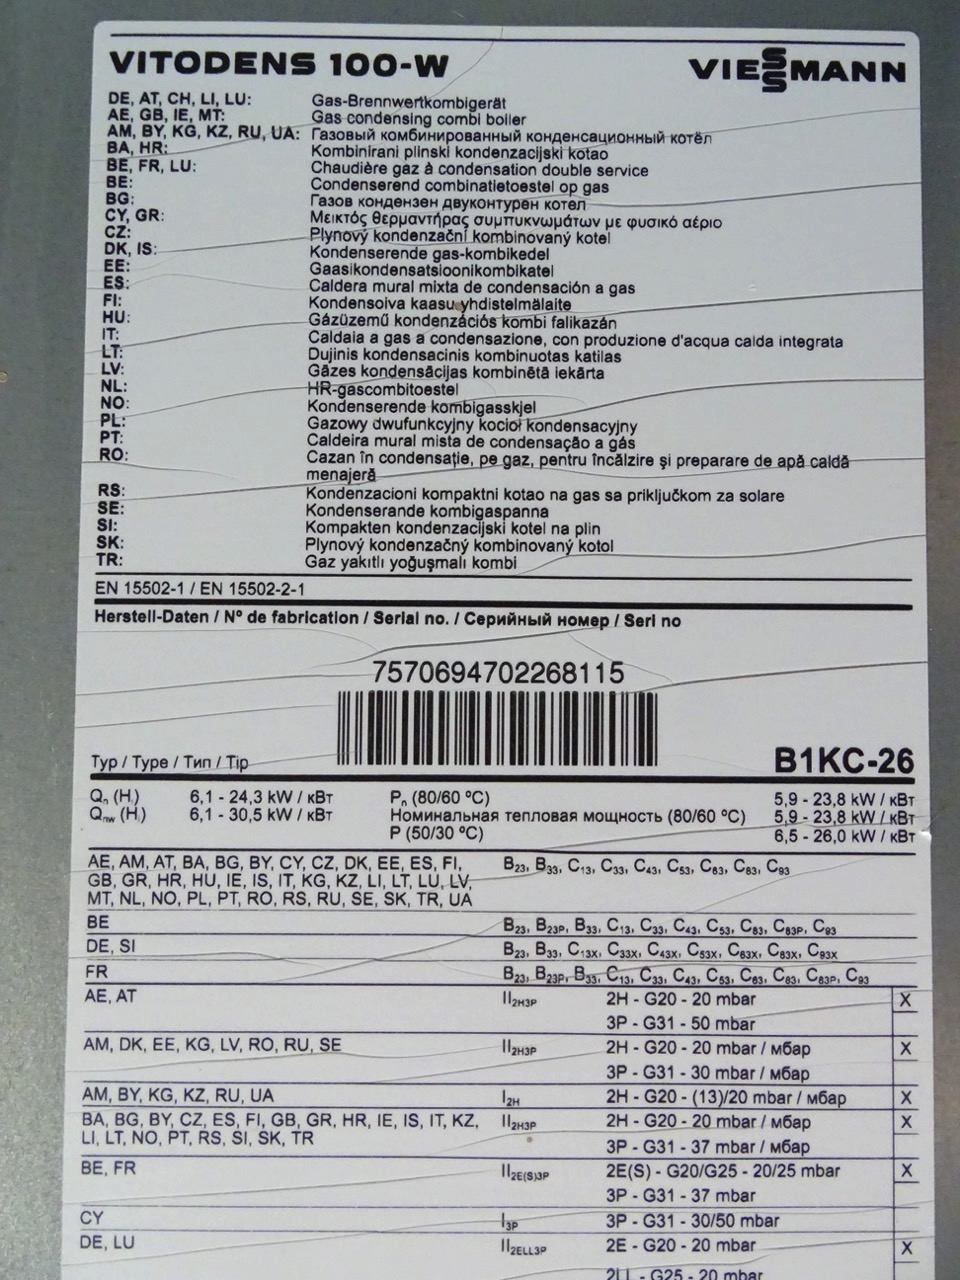 VITODENS 100-W VIESSMANN
DE, AT, CH, LI, LU: Gas-Brennwertkombigerät
AE, GB, IE, MT: Gas condensing combi boiler
AM, BY, KG, KZ, RU, UA: Газовый комбинированный конденсационный котёл
BA, HR: Kombinirani plinski kondenzacijski kotao
BE, FR, LU: Chaudière gaz à condensation double service
BE: Condenserend combinatietoestel op gas
BG: Газов кондензен двуконтурен котел
CY, GR: Μεικτός θερμαντήρας συμπυκνωμάτων με φυσικό αέριο
CZ: Plynový kondenzační kombinovaný kotel
DK, IS: Kondenserende gas-kombikedel
EE: Gaasikondensatsioonikombikatel
ES: Caldera mural mixta de condensación a gas
FI: Kondensoiva kaasu yhdistelmälaite
HU: Gázüzemű kondenzációs kombi falikazán
IT: Caldaia a gas a condensazione, con produzione d'acqua calda integrata
LT: Dujinis kondensacinis kombinuotas katilas
LV: Gāzes kondensācijas kombinētā iekārta
NL: HR-gascombitoestel
NO: Kondenserende kombigasskjel
PL: Gazowy dwufunkcyjny kocioł kondensacyjny
PT: Caldeira mural mista de condensação a gás
RO: Cazan în condensaţie, pe gaz, pentru încălzire şi preparare de apă caldă
menajeră
RS: Kondenzacioni kompaktni kotao na gas sa priključkom za solare
SE: Kondenserande kombigaspanna
SI: Kompakten kondenzacijski kotel na plin
SK: Plynový kondenzačný kombinovaný kotol
TR: Gaz yakıtlı yoğuşmalı kombi
EN 15502-1 / EN 15502-2-1
Herstell-Daten / Nº de fabrication / Serial no. / Серийный номер / Seri no
7570694702268115
Typ / Type / Тип / Tip B1KC-26
Qn (Hi) 6,1 - 24,3 kW / кВт Pn (80/60 ºC) 5,9 - 23,8 kW / кВт
Qnw (Hi) 6,1 - 30,5 kW / кВт Номинальная тепловая мощность (80/60 ºC) 5,9 - 23,8 kW / кВт
P (50/30 ºC) 6,5 - 26,0 kW / кВт
AE, AM, AT, BA, BG, BY, CY, CZ, DK, EE, ES, FI, B23, B33, C13, C33, C43, C53, C63, C83, C93
GB, GR, HR, HU, IE, IS, IT, KG, KZ, LI, LT, LU, LV,
MT, NL, NO, PL, PT, RO, RS, RU, SE, SK, TR, UA
BE B23, B23P, B33, C13, C33, C43, C53, C83, C83P, C93
DE, SI B23, B33, C13X, C33X, C43X, C53X, C63X, C83X, C93X
FR B23, B23P, B33, C13, C33, C43, C53, C63, C83, C83P, C93
AE, AT II2H3P 2H - G20 - 20 mbar X
3P - G31 - 50 mbar
AM, DK, EE, KG, LV, RO, RU, SE II2H3P 2H - G20 - 20 mbar / мбар X
3P - G31 - 30 mbar / мбар
AM, BY, KG, KZ, RU, UA I2H 2H - G20 - (13)/20 mbar / мбар X
BA, BG, BY, CZ, ES, FI, GB, GR, HR, IE, IS, IT, KZ, II2H3P 2H - G20 - 20 mbar / мбар X
LI, LT, NO, PT, RS, SI, SK, TR
3P - G31 - 37 mbar / мбар
BE, FR II2E(S)3P 2E(S) - G20/G25 - 20/25 mbar X
3P - G31 - 37 mbar
CY I3P 3P - G31 - 30/50 mbar
DE, LU II2ELL3P 2E - G20 - 20 mbar X
2LL - G25 - 20 mbar